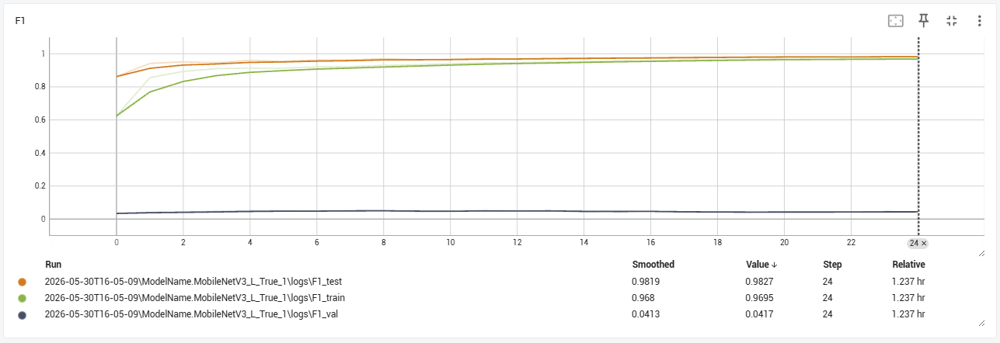 F1
1
0.8
0.6
0.4
0.2
0
0 2 4 6 8 10 12 14 16 18 20 22 24 ×
Run Smoothed Value ↓ Step Relative
2026-05-30T16-05-09\ModelName.MobileNetV3_L_True_1\logs\F1_test 0.9819 0.9827 24 1.237 hr
2026-05-30T16-05-09\ModelName.MobileNetV3_L_True_1\logs\F1_train 0.968 0.9695 24 1.237 hr
2026-05-30T16-05-09\ModelName.MobileNetV3_L_True_1\logs\F1_val 0.0413 0.0417 24 1.237 hr